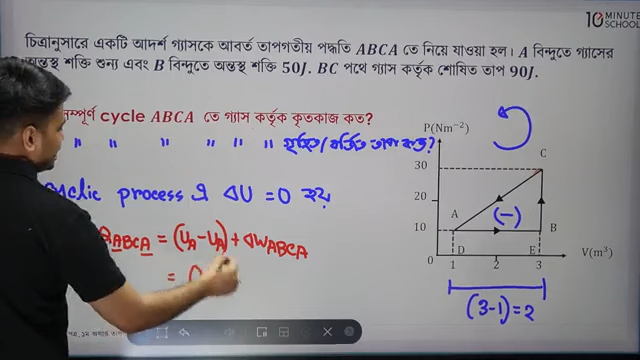 10 MINUTE SCHOOL
চিত্রানুসারে একটি আদর্শ গ্যাসকে আবর্ত তাপগতীয় পদ্ধতি ABCA তে নিয়ে যাওয়া হল। A বিন্দুতে গ্যাসের
অন্তস্থ শক্তি শুন্য এবং B বিন্দুতে অন্তস্থ শক্তি 50J. BC পথে গ্যাস কর্তৃক শোষিত তাপ 90J.
cycle ABCA তে গ্যাস কর্তৃক কৃতকাজ কত?
" " " " " " গৃহীত/বর্জিত তাপ কত?
cyclic process এ ΔU = 0 হয়
ABCA = (UA-UA) + ΔWABCA
= 0
P(Nm⁻²)
C
30
20
A (-)
10 B
D E
0 1 2 3 V(m³)
(3-1)=2